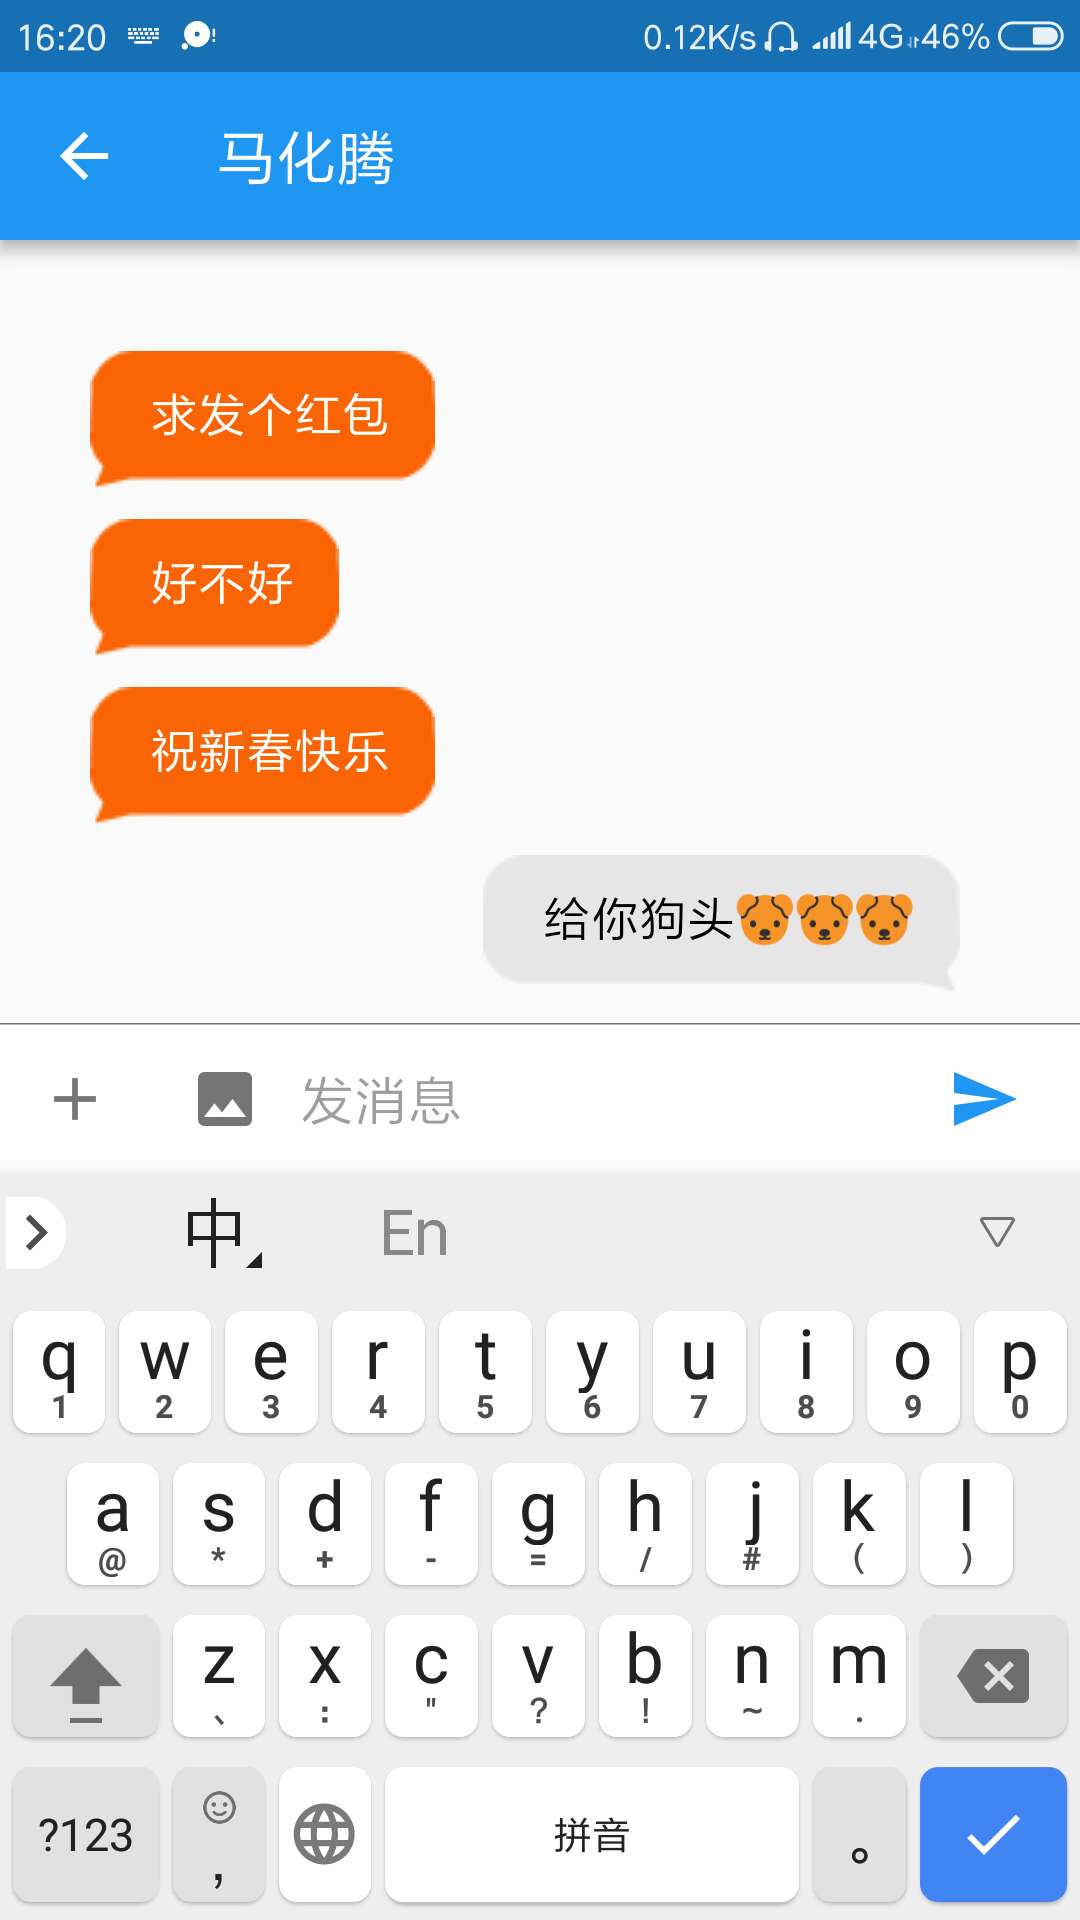 16:20 0.12K/s 4G 46%
马化腾
求发个红包
好不好
祝新春快乐
给你狗头🐶🐶🐶
发消息
中 En
q w e r t y u i o p
1 2 3 4 5 6 7 8 9 0
a s d f g h j k l
@ * + - = / # ( )
z x c v b n m
、 : " ? ! ~ .
?123 , 拼音 。